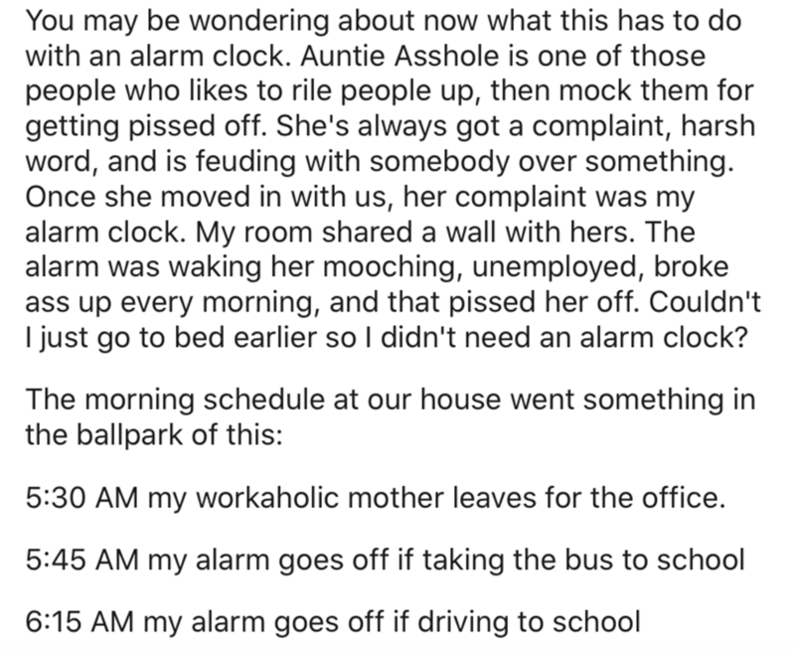 You may be wondering about now what this has to do
with an alarm clock. Auntie Asshole is one of those
people who likes to rile people up, then mock them for
getting pissed off. She's always got a complaint, harsh
word, and is feuding with somebody over something.
Once she moved in with us, her complaint was my
alarm clock. My room shared a wall with hers. The
alarm was waking her mooching, unemployed, broke
ass up every morning, and that pissed her off. Couldn't
I just go to bed earlier so I didn't need an alarm clock?
The morning schedule at our house went something in
the ballpark of this:
5:30 AM my workaholic mother leaves for the office.
5:45 AM my alarm goes off if taking the bus to school
6:15 AM my alarm goes off if driving to school